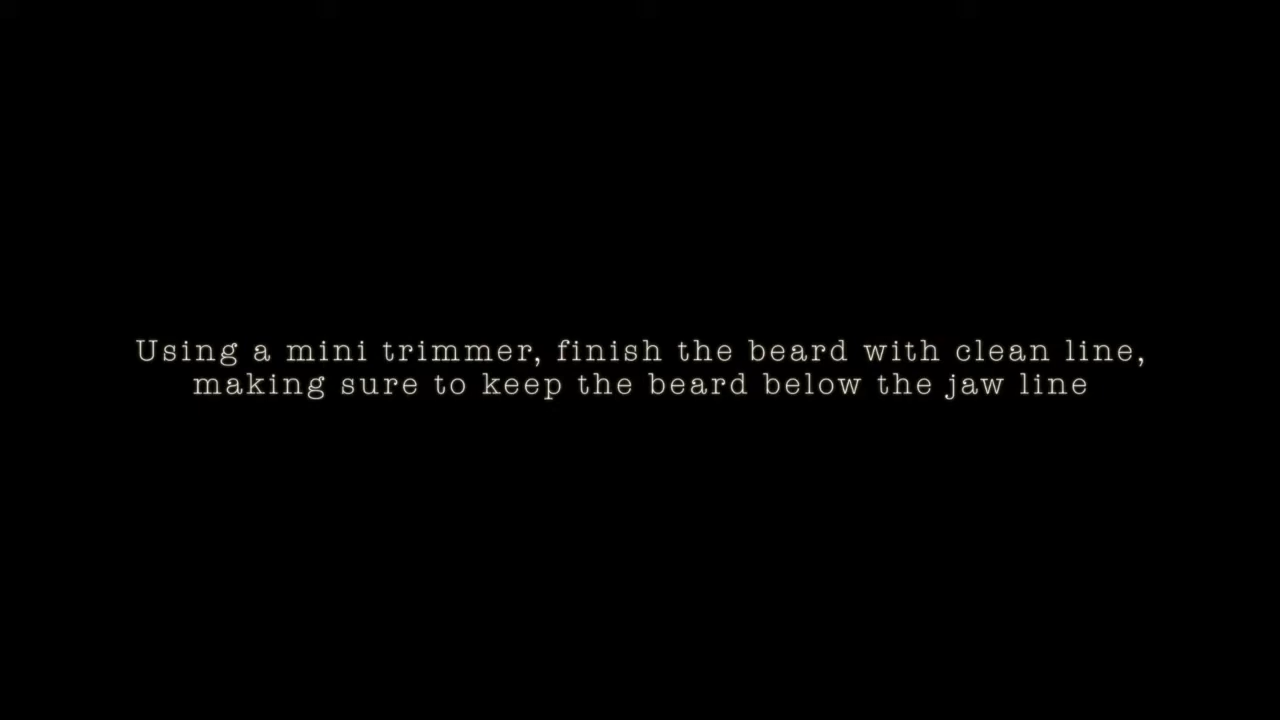 Using a mini trimmer, finish the beard with clean line,
making sure to keep the beard below the jaw line